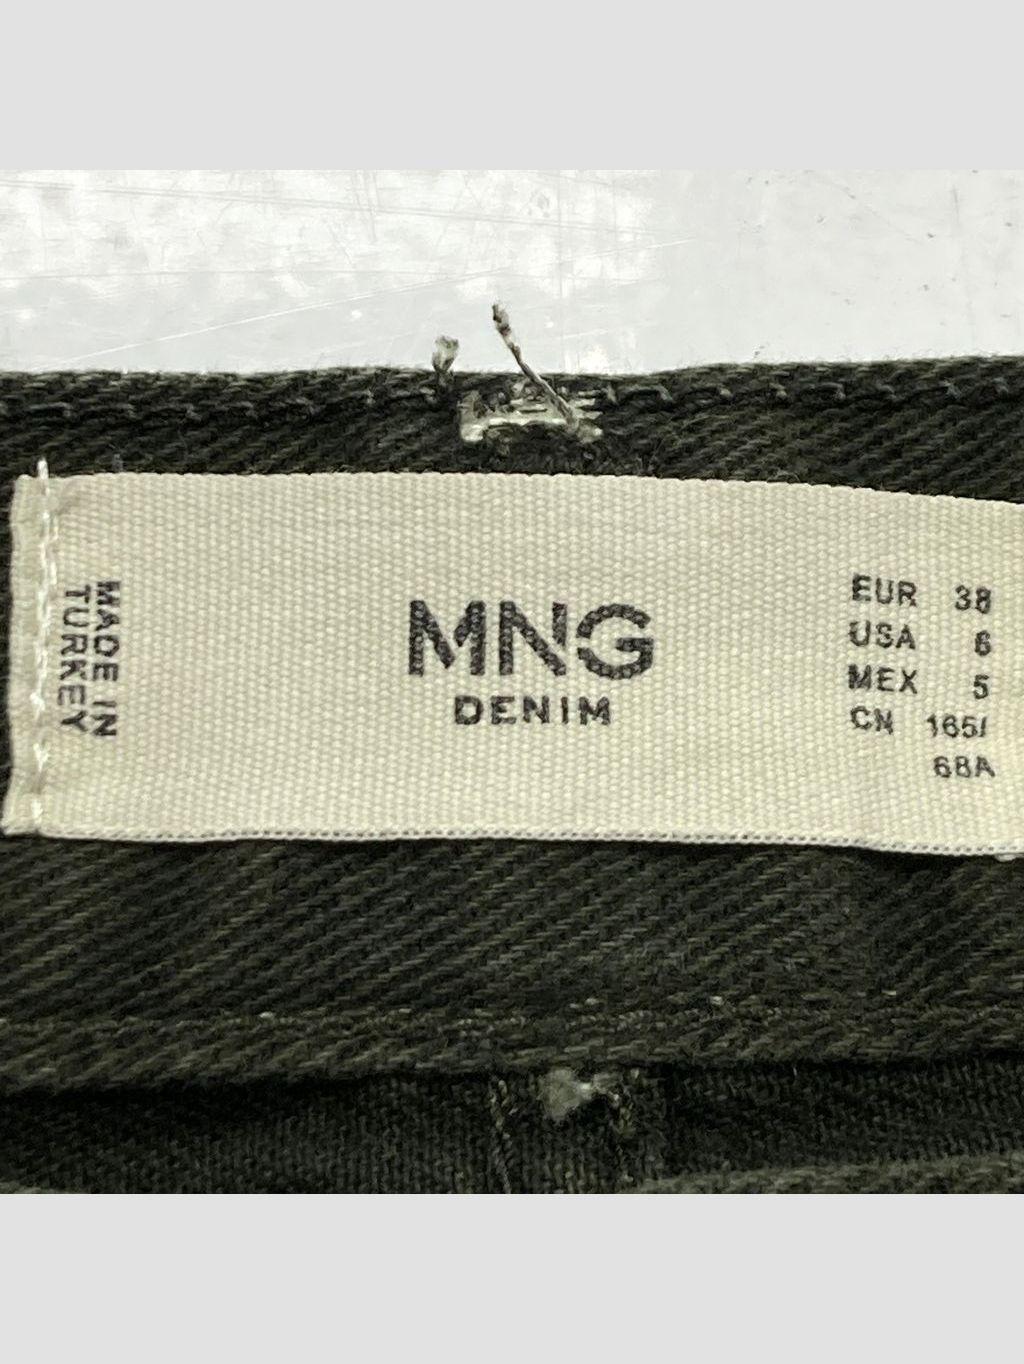 MADE IN
TURKEY
MNG
DENIM
EUR 38
USA 6
MEX 5
CN 165/
68A